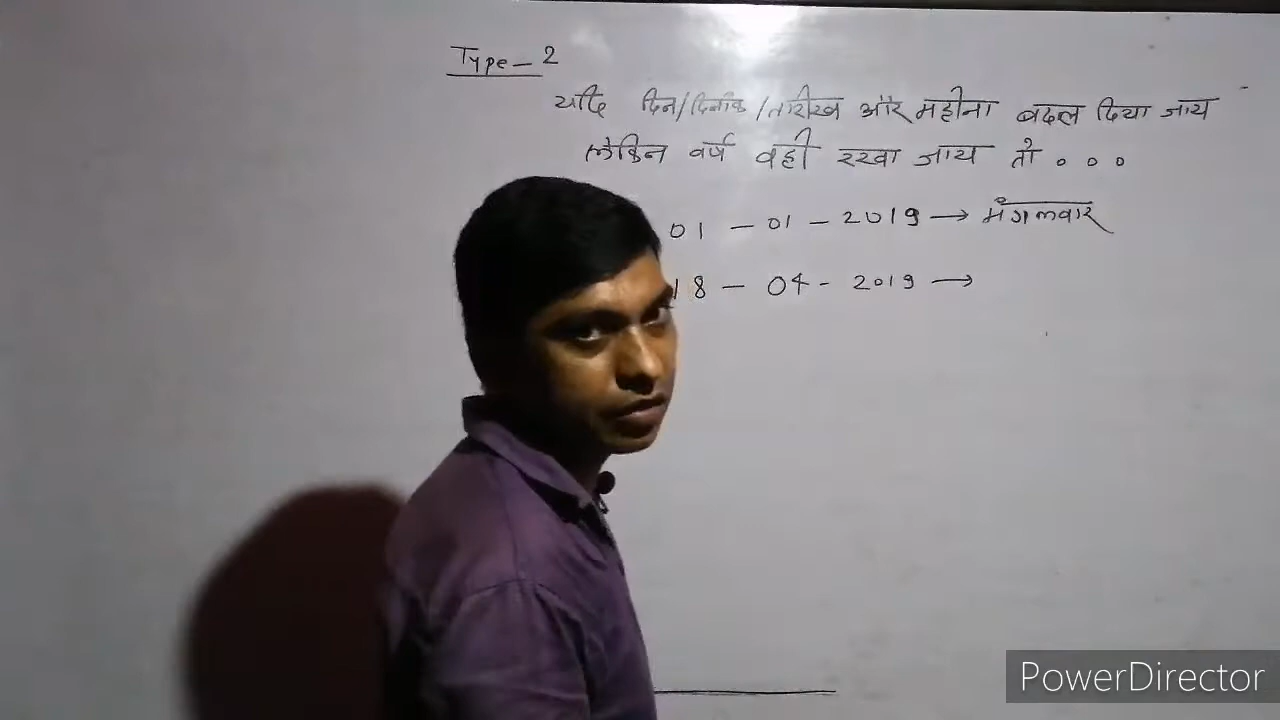 Type - 2
यदि दिन/दिनांक/तारीख और महीना बदल दिया जाय
लेकिन वर्ष वही रखा जाय तो . . .
01 - 01 - 2019 → मंगलवार
18 - 04 - 2019 →
PowerDirector